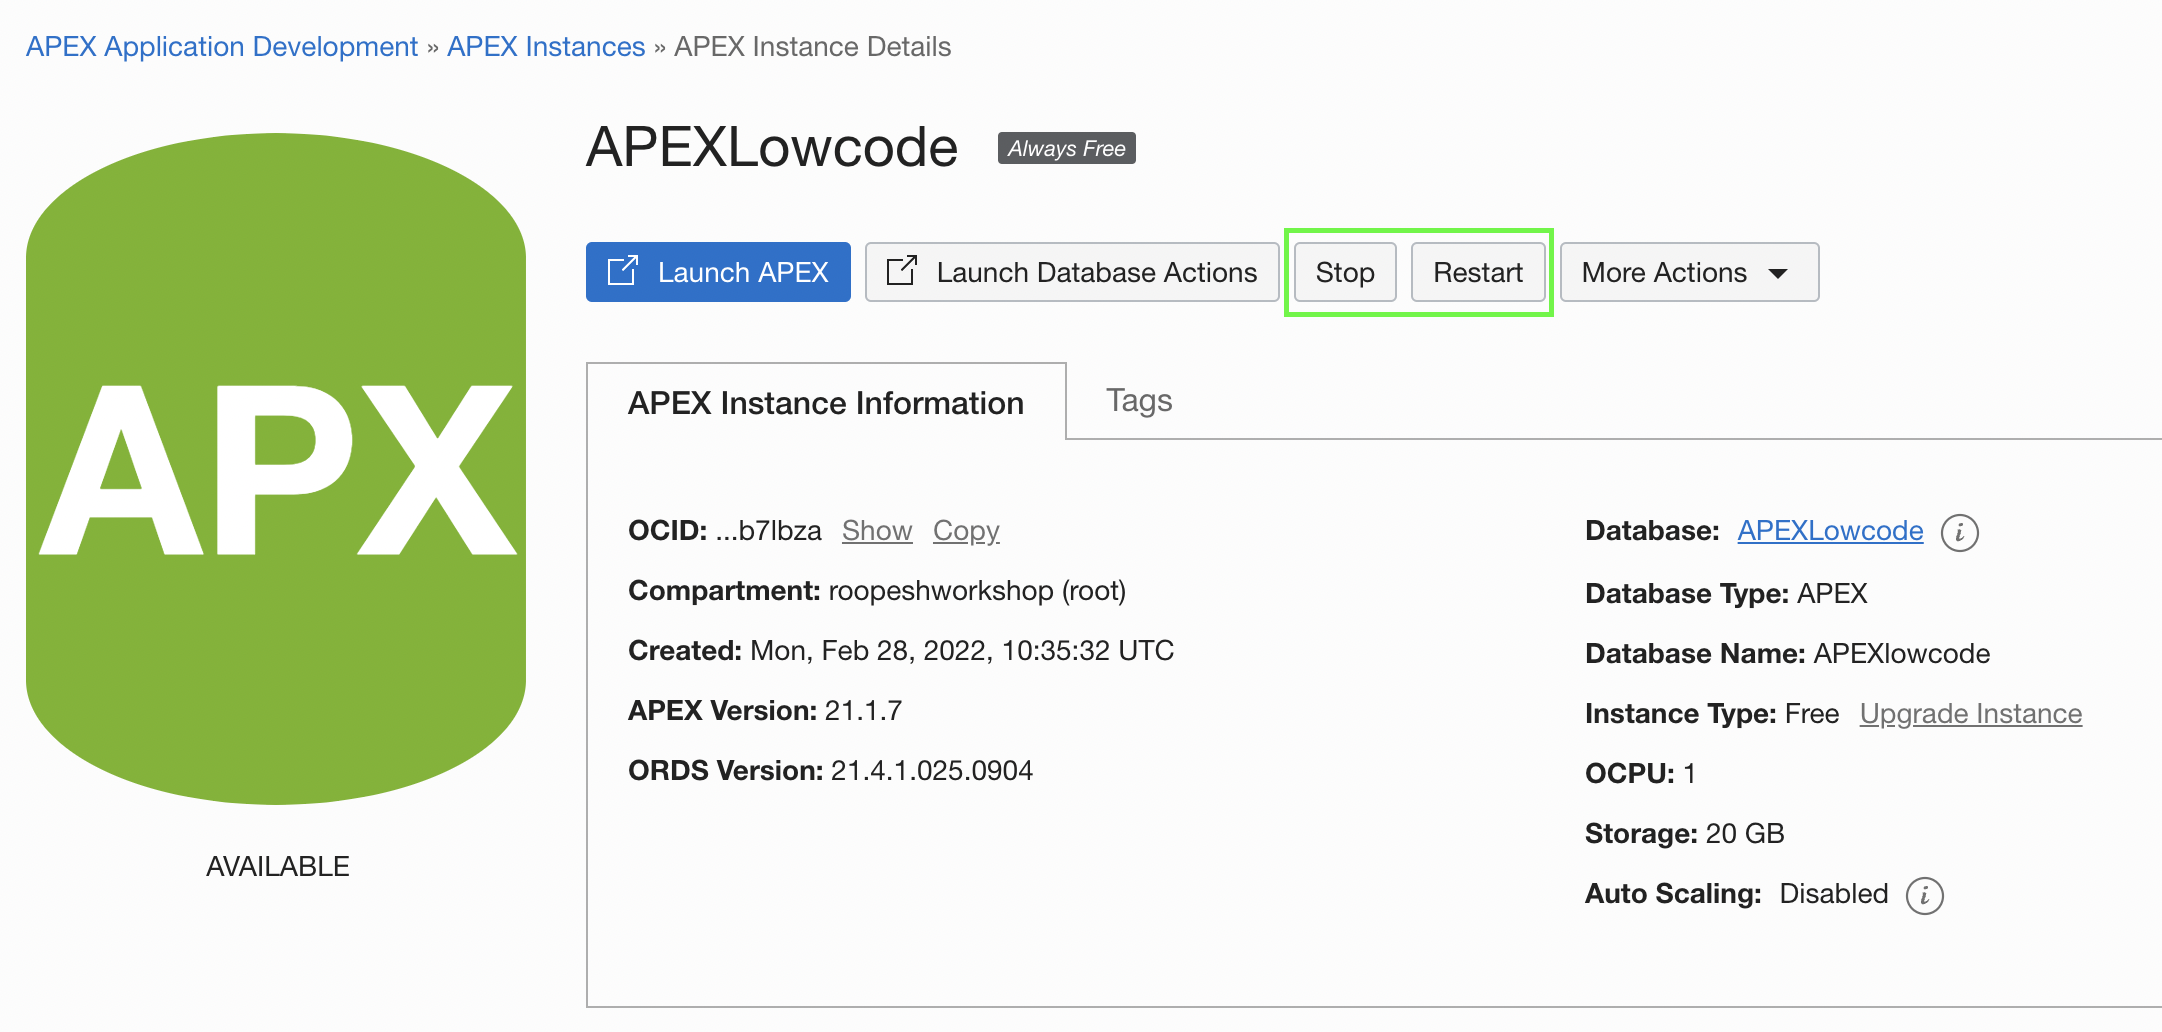 APEX Application Development » APEX Instances » APEX Instance Details
APX
AVAILABLE
APEXLowcode Always Free
Launch APEX Launch Database Actions Stop Restart More Actions
APEX Instance Information Tags
OCID: ...b7lbza Show Copy
Compartment: roopeshworkshop (root)
Created: Mon, Feb 28, 2022, 10:35:32 UTC
APEX Version: 21.1.7
ORDS Version: 21.4.1.025.0904
Database: APEXLowcode i
Database Type: APEX
Database Name: APEXlowcode
Instance Type: Free Upgrade Instance
OCPU: 1
Storage: 20 GB
Auto Scaling: Disabled i